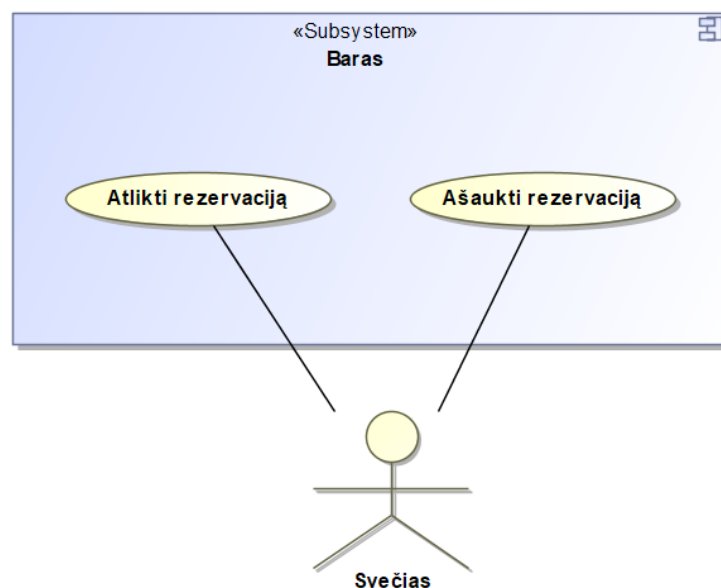 «Subsystem»
Baras
Atlikti rezervaciją
Ašaukti rezervaciją
Svečias